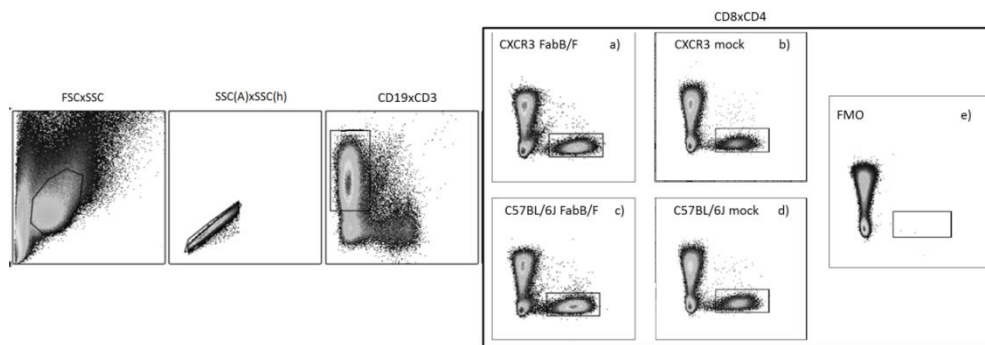 CD8xCD4
CXCR3 FabB/F a)
CXCR3 mock b)
FSCxSSC
SSC(A)xSSC(h)
CD19xCD3
FMO e)
C57BL/6J FabB/F c)
C57BL/6J mock d)